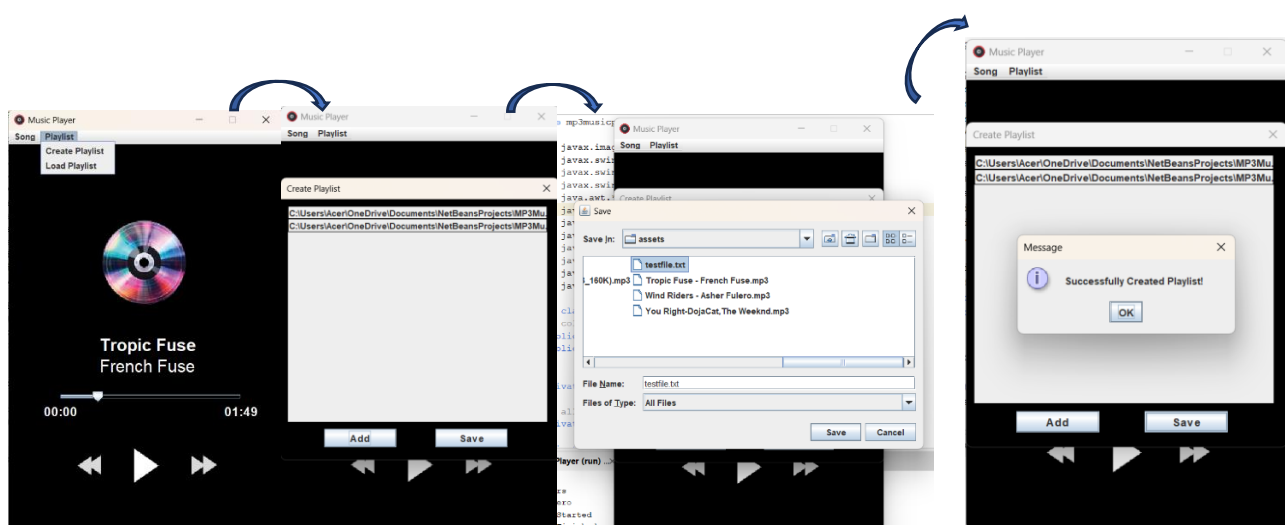 Music Player
Song Playlist
Create Playlist
Load Playlist
Tropic Fuse
French Fuse
00:00 01:49
Music Player
Song Playlist
Create Playlist
C:\Users\Acer\OneDrive\Documents\NetBeansProjects\MP3Mu.
C:\Users\Acer\OneDrive\Documents\NetBeansProjects\MP3Mu.
Add Save
javax.swi
javax.swi
javax.swi
java.awt.
Player (run) ...
Started
Music Player
Song Playlist
Create Playlist
Save
Save In: assets
testfile.txt
_160K).mp3 Tropic Fuse - French Fuse.mp3
Wind Riders - Asher Fulero.mp3
You Right-DojaCat,The Weeknd.mp3
File Name: testfile.txt
Files of Type: All Files
Save Cancel
Music Player
Song Playlist
Create Playlist
C:\Users\Acer\OneDrive\Documents\NetBeansProjects\MP3Mu.
C:\Users\Acer\OneDrive\Documents\NetBeansProjects\MP3Mu.
Message
Successfully Created Playlist!
OK
Add Save